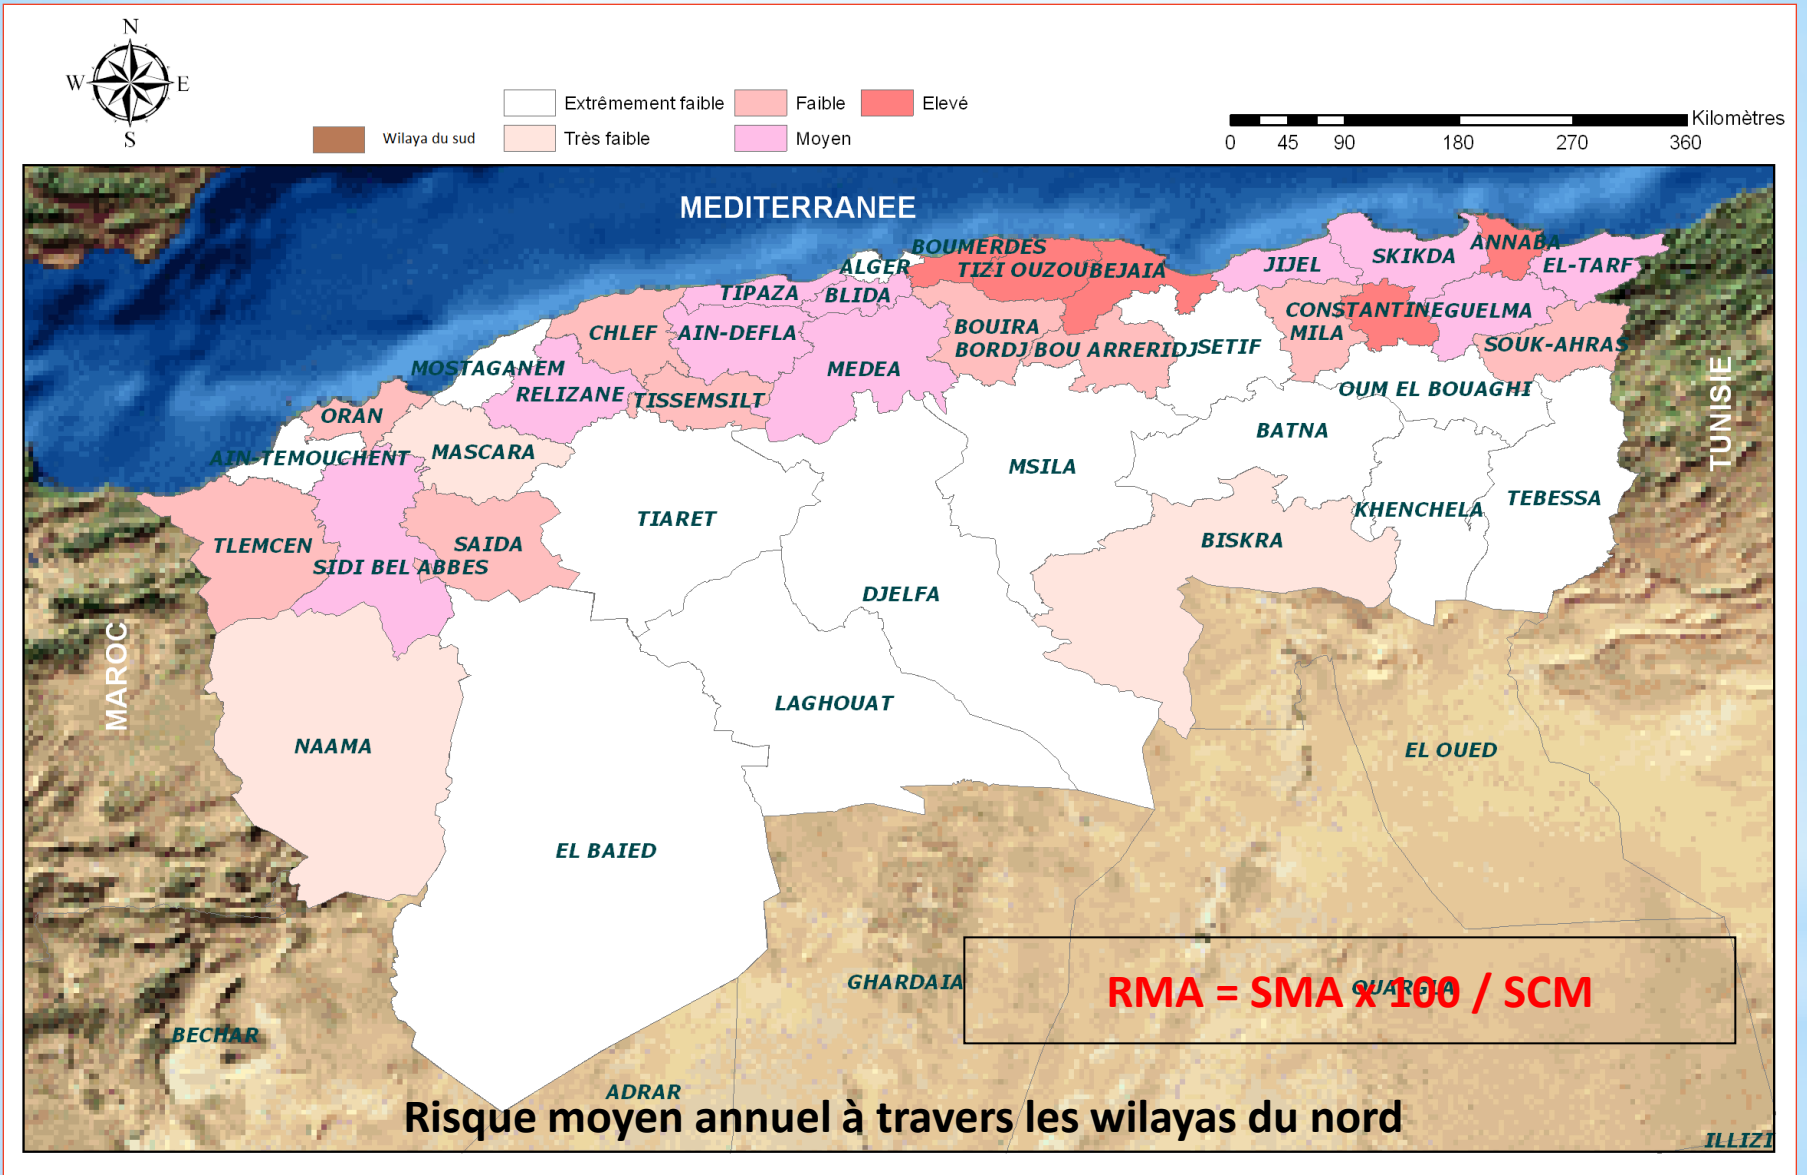 N
W E
S
Extrêmement faible Faible Elevé
Wilaya du sud Très faible Moyen
Kilomètres
0 45 90 180 270 360
MEDITERRANEE
BOUMERDES
ANNABA
SKIKDA
ALGER
TIZI OUZOU
BEJAIA
JIJEL
EL-TARF
TIPAZA
BLIDA
CONSTANTINE
GUELMA
CHLEF
AIN-DEFLA
BOUIRA
MILA
BORDJ BOU ARRERIDJ
SETIF
SOUK-AHRAS
MOSTAGANEM
MEDEA
RELIZANE
TISSEMSILT
OUM EL BOUAGHI
ORAN
TUNISIE
BATNA
AIN-TEMOUCHENT
MASCARA
MSILA
TEBESSA
KHENCHELA
TIARET
BISKRA
TLEMCEN
SAIDA
SIDI BEL ABBES
DJELFA
MAROC
LAGHOUAT
NAAMA
EL OUED
EL BAIED
GHARDAIA
OUARGLA
RMA = SMA x 100 / SCM
BECHAR
ADRAR
Risque moyen annuel à travers les wilayas du nord
ILLIZI